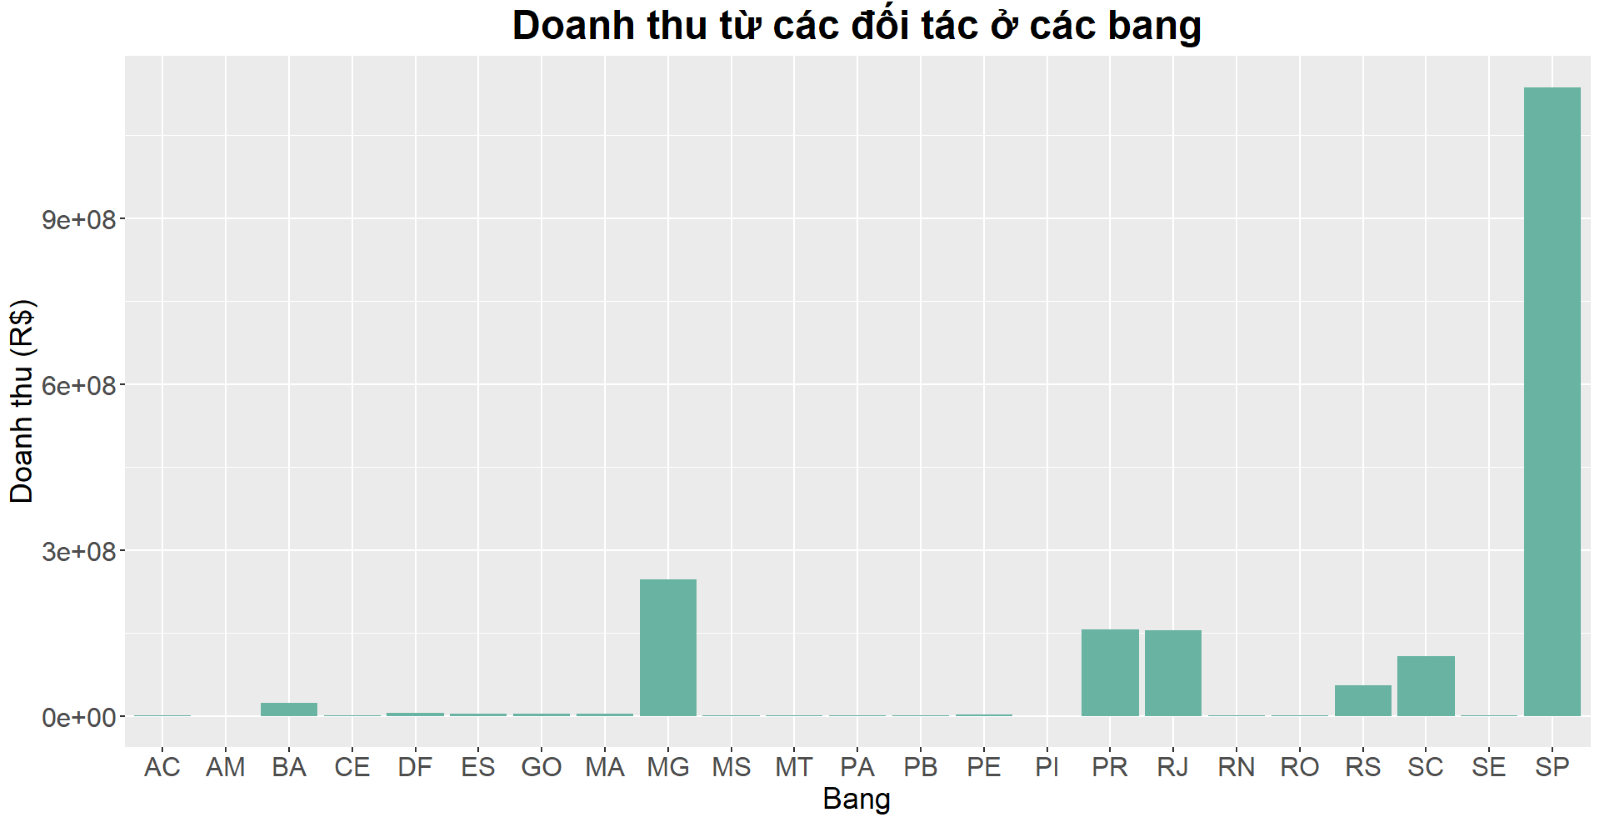 Doanh thu từ các đối tác ở các bang
Doanh thu (R$)
9e+08
6e+08
3e+08
0e+00
AC AM BA CE DF ES GO MA MG MS MT PA PB PE PI PR RJ RN RO RS SC SE SP
Bang